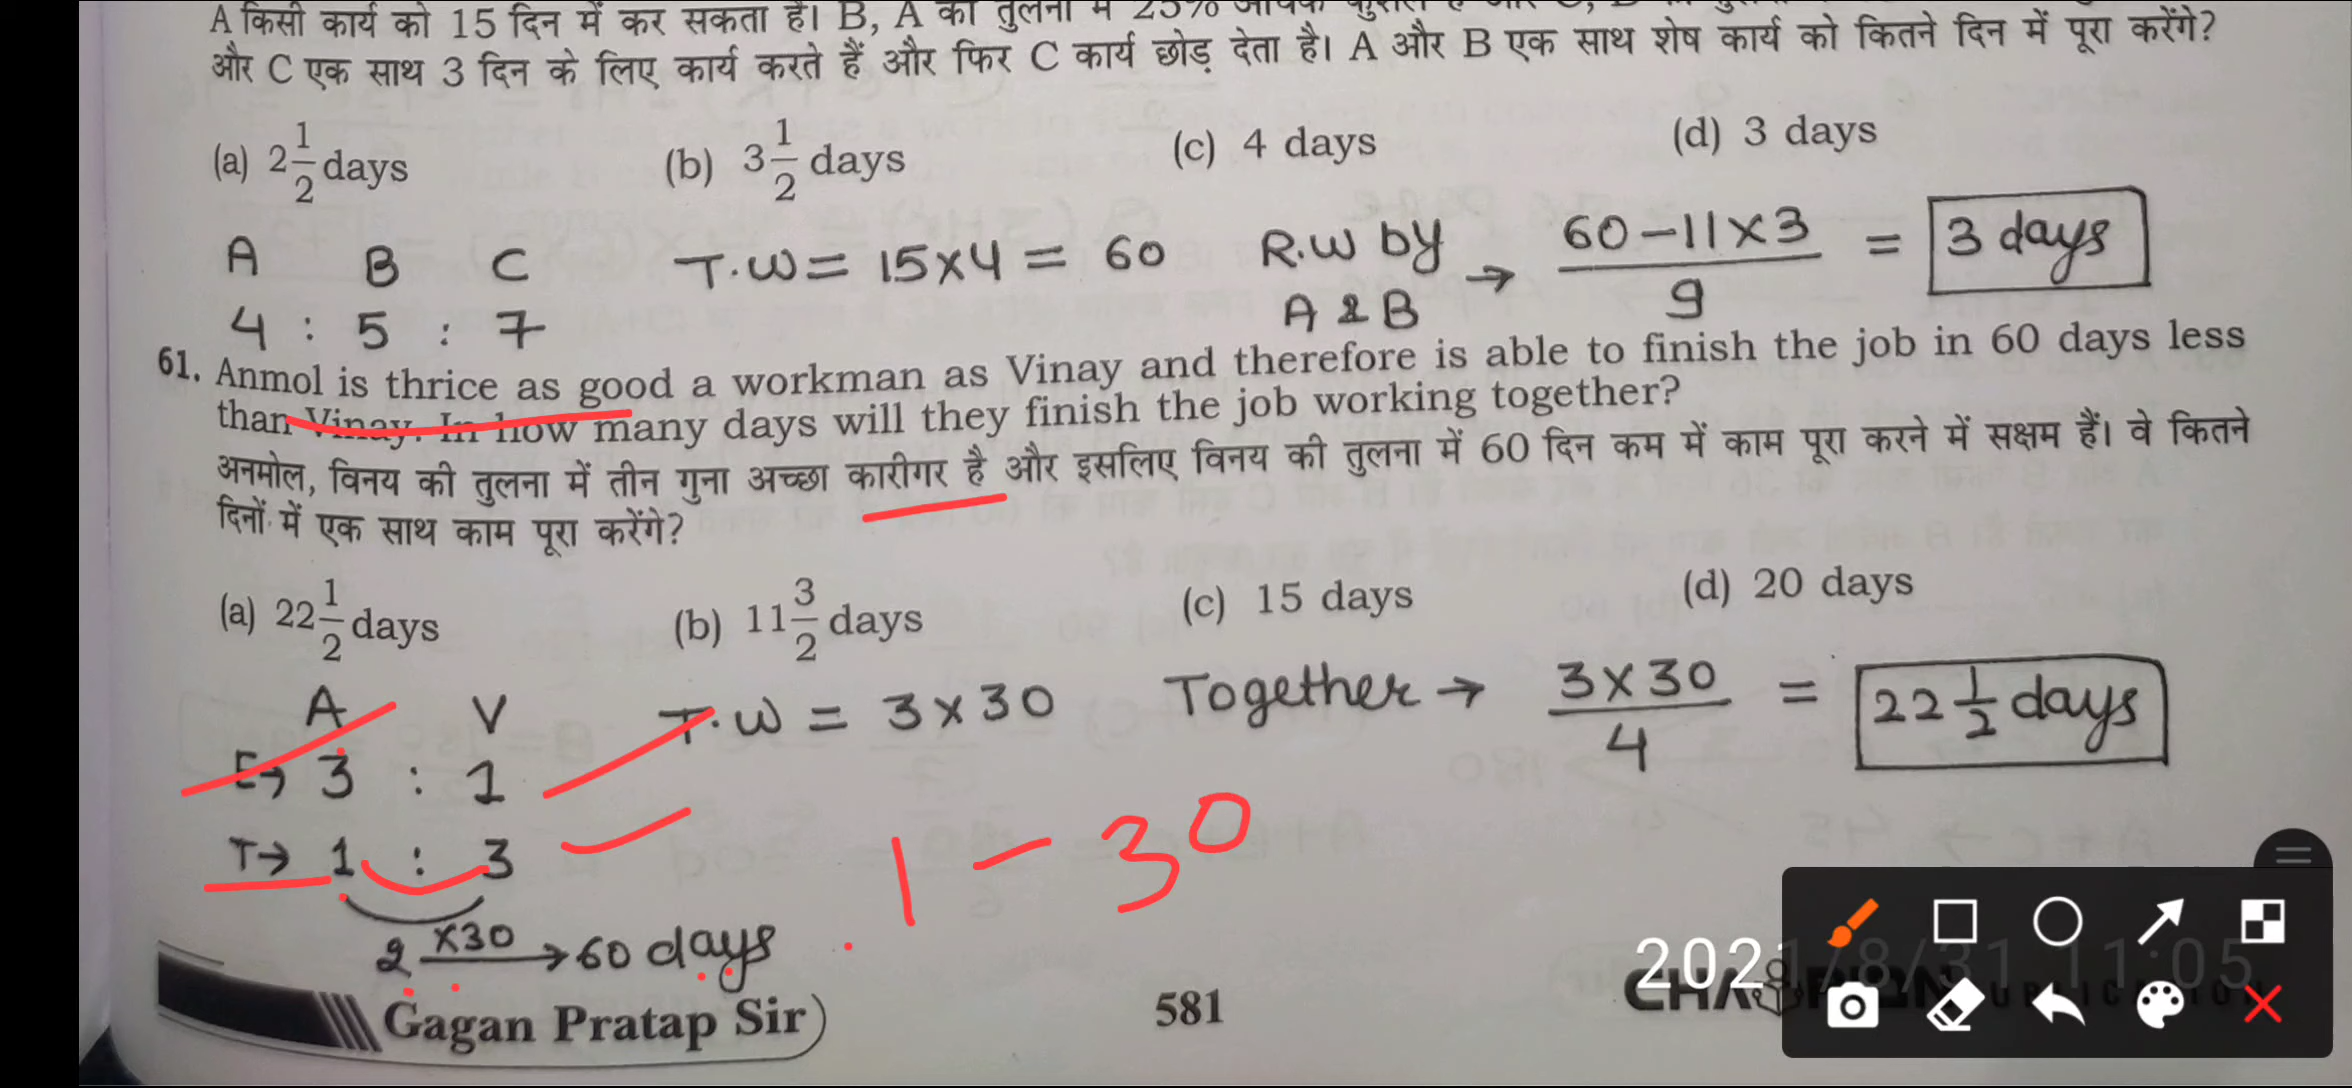 A किसी कार्य को 15 दिन में कर सकता है। B, A की तुलना में 25%
और C एक साथ 3 दिन के लिए कार्य करते हैं और फिर C कार्य छोड़ देता है। A और B एक साथ शेष कार्य को कितने दिन में पूरा करेंगे?
(a) 2 1/2 days (b) 3 1/2 days (c) 4 days (d) 3 days
A B C T.W = 15×4 = 60 R.W by A & B → 60-11×3/9 = 3 days
4 : 5 : 7
61. Anmol is thrice as good a workman as Vinay and therefore is able to finish the job in 60 days less
than Vinay. In how many days will they finish the job working together?
अनमोल, विनय की तुलना में तीन गुना अच्छा कारीगर है और इसलिए विनय की तुलना में 60 दिन कम में काम पूरा करने में सक्षम हैं। वे कितने
दिनों में एक साथ काम पूरा करेंगे?
(a) 22 1/2 days (b) 11 3/2 days (c) 15 days (d) 20 days
A V T.W = 3×30 Together → 3×30/4 = 22 1/2 days
E→ 3 : 1
T→ 1 : 3
1 - 30
2 ×30 → 60 days
Gagan Pratap Sir
581
2021/8/31 11:05